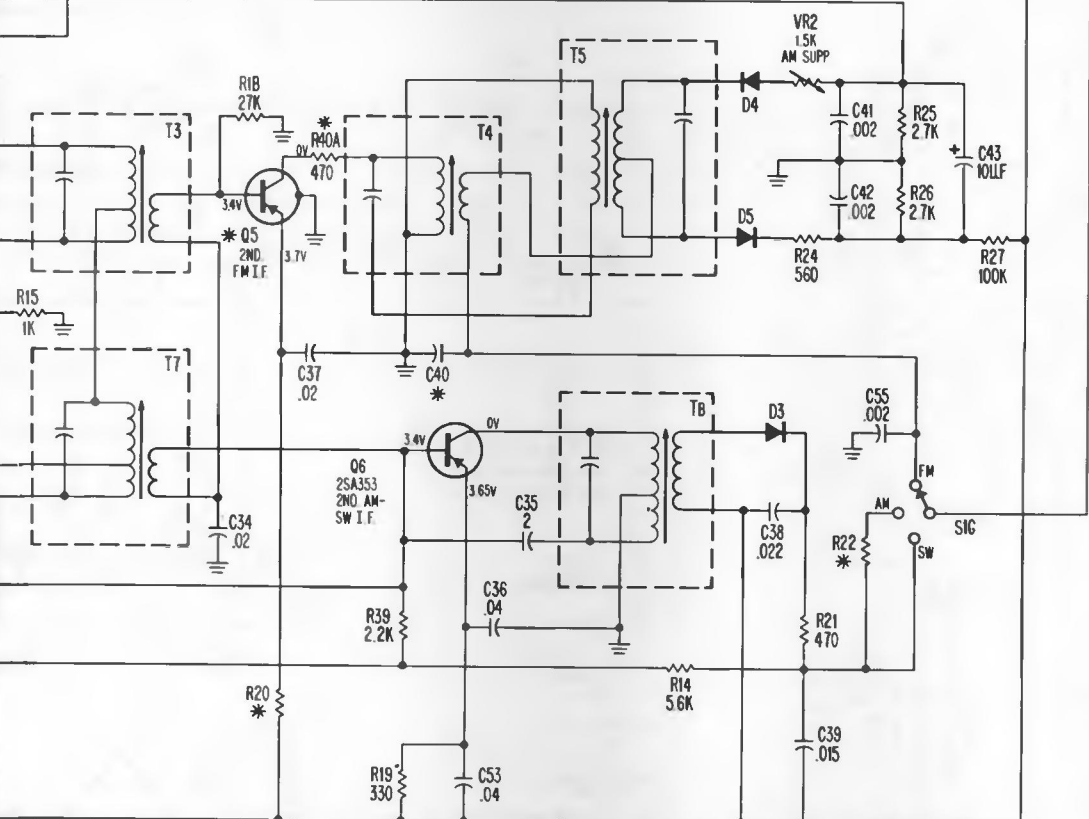 VR2
1.5K
AM SUPP
T5
D4
C41
.002
R25
2.7K
+
C43
R1B
27K
T3
*
R40A
470
0V
T4
3.4V
* Q5
2ND
FM I.F.
3.7V
C42
.002
R26
2.7K
D5
R24
560
R27
100K
R15
1K
T7
C37
.02
C40
*
D3
C55
.002
0V
3.4V
Q6
2SA353
2ND AM-
SW I.F.
3.65V
C35
2
C38
.022
FM
AM
SIG
SW
R22
*
C34
.02
C36
.04
R39
2.2K
R21
470
R20
*
R14
5.6K
C39
.015
R19
330
C53
.04